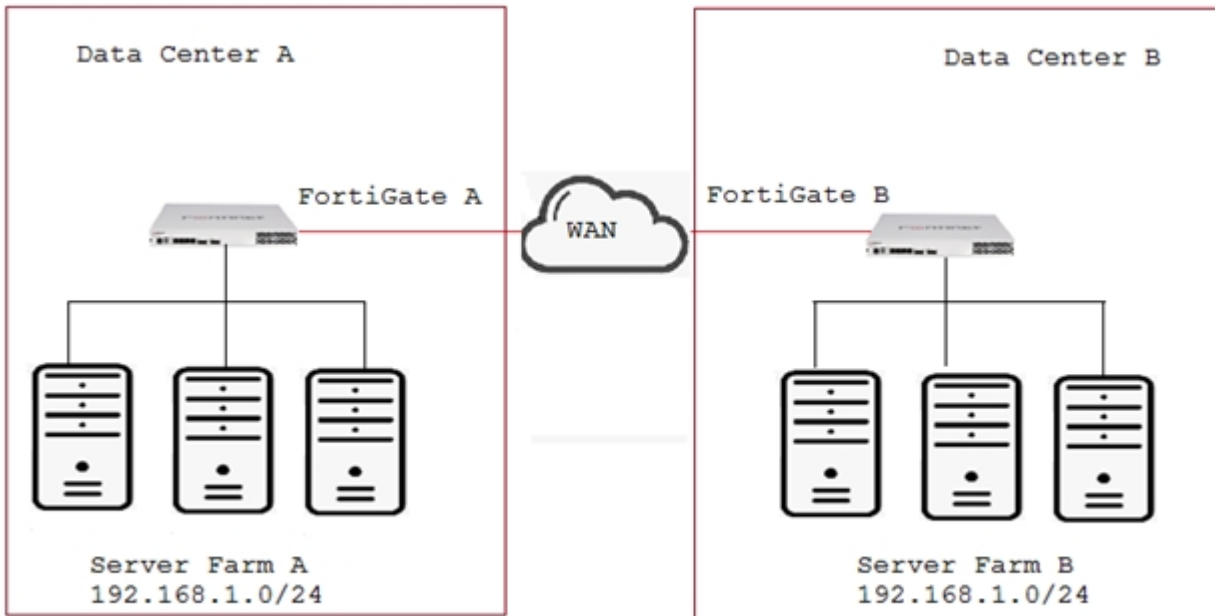 Data Center A
Data Center B
FortiGate A
FortiGate B
WAN
Server Farm A
192.168.1.0/24
Server Farm B
192.168.1.0/24